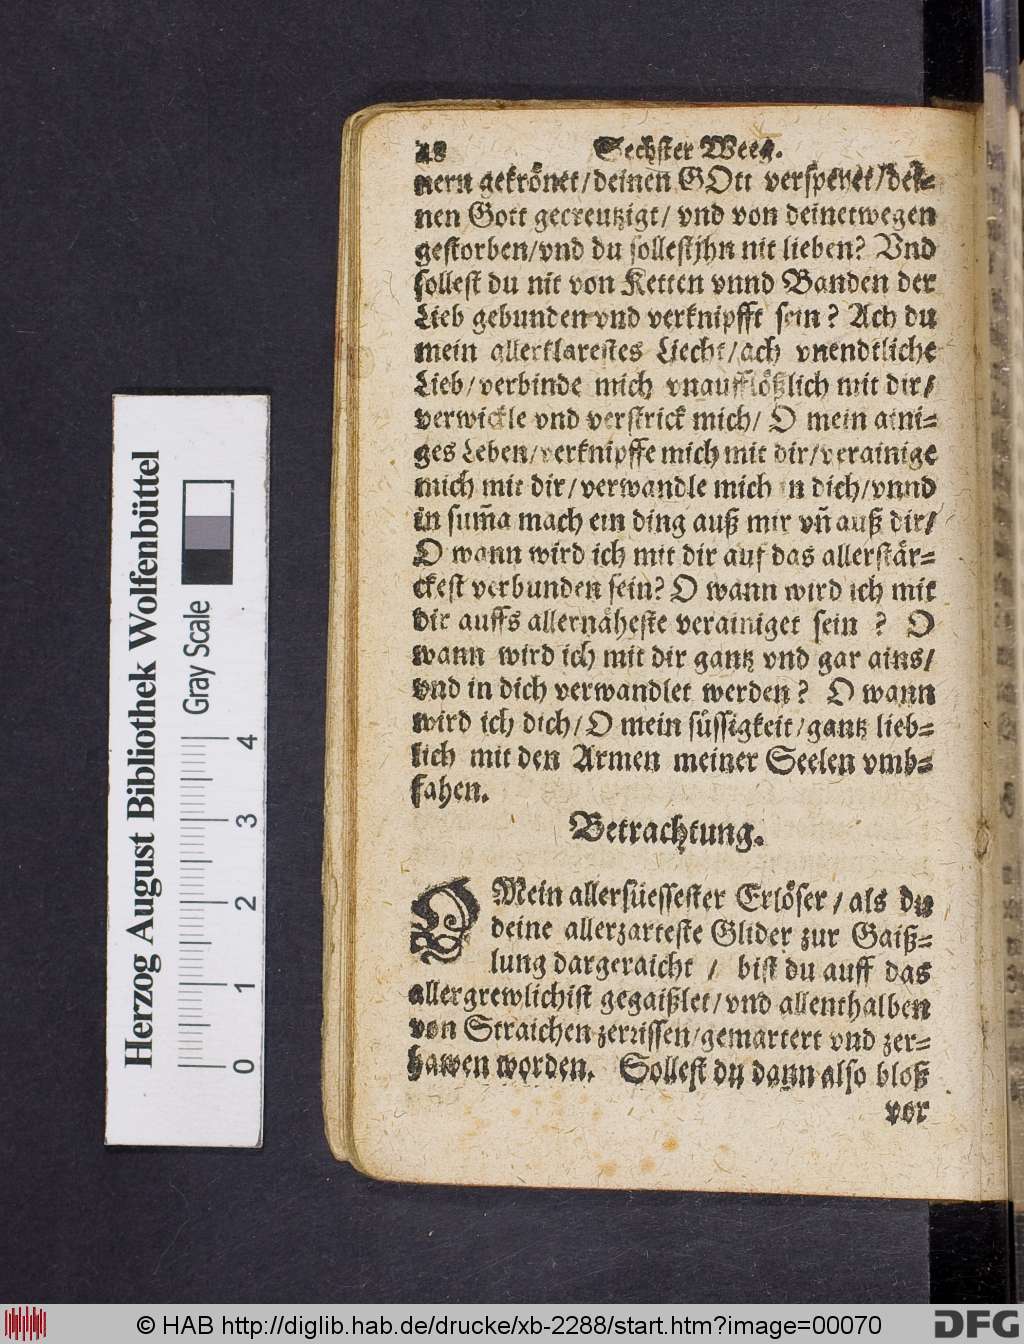 48 Sechster Weeg.
nern gekrönet/deinen GOtt verspeyet/dei-
nen Gott gecreutzigt/ vnd von deinetwegen
gestorben/vnd du sollest jhn nit lieben? Vnd
sollest du nit von Ketten vnnd Banden der
Lieb gebunden vnd verknipfft sein? Ach du
mein allerklarestes Liecht/ach vnendtliche
Lieb/verbinde mich vnaufflößlich mit dir/
verwickle vnd verstrick mich/ O mein aini-
ges Leben/verknipffe mich mit dir/verainige
mich mit dir/verwandle mich in dich/vnnd
in sum̃a mach ein ding auß mir vñ auß dir/
O wann wird ich mit dir auf das allerstär-
ckest verbunden sein? O wann wird ich mit
dir auffs allernäheste verainiget sein ? O
wann wird ich mit dir gantz vnd gar ains/
vnd in dich verwandlet werden? O wann
wird ich dich/O mein süssigkeit/gantz lieb-
lich mit den Armen meiner Seelen vmb-
fahen.
Betrachtung.
O Mein allersüessester Erlöser/als du
deine allerzarteste Glider zur Gaiß-
lung dargeraicht / bist du auff das
allergrewlichist gegaißlet/vnd allenthalben
von Straichen zerrissen/gemartert vnd zer-
hawen worden. Sollest du dann also bloß
vor
Herzog August Bibliothek Wolfenbüttel
Gray Scale
0 1 2 3 4
© HAB http://diglib.hab.de/drucke/xb-2288/start.htm?image=00070
DFG